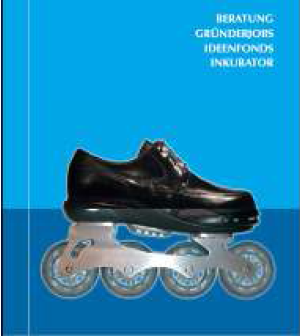 BERATUNG
GRÜNDERJOBS
IDEENFONDS
INKUBATOR